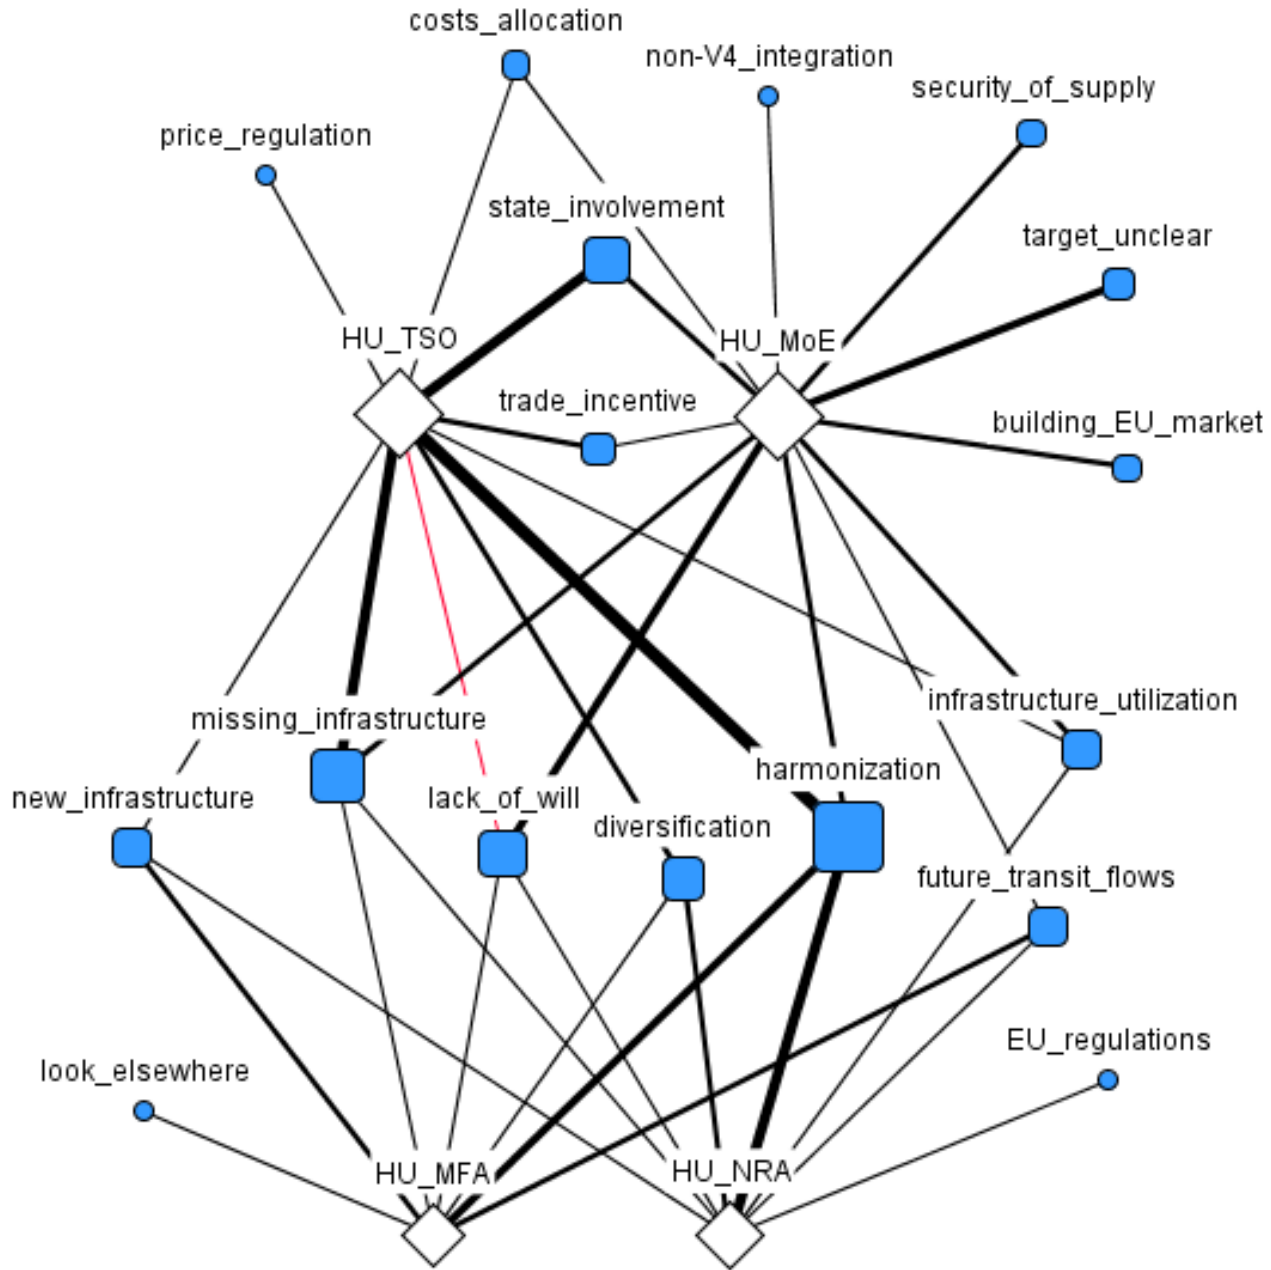 costs_allocation
non-V4_integration
security_of_supply
price_regulation
state_involvement
target_unclear
HU_TSO
HU_MoE
trade_incentive
building_EU_market
missing_infrastructure
infrastructure_utilization
new_infrastructure
lack_of_will
harmonization
diversification
future_transit_flows
look_elsewhere
EU_regulations
HU_MFA
HU_NRA